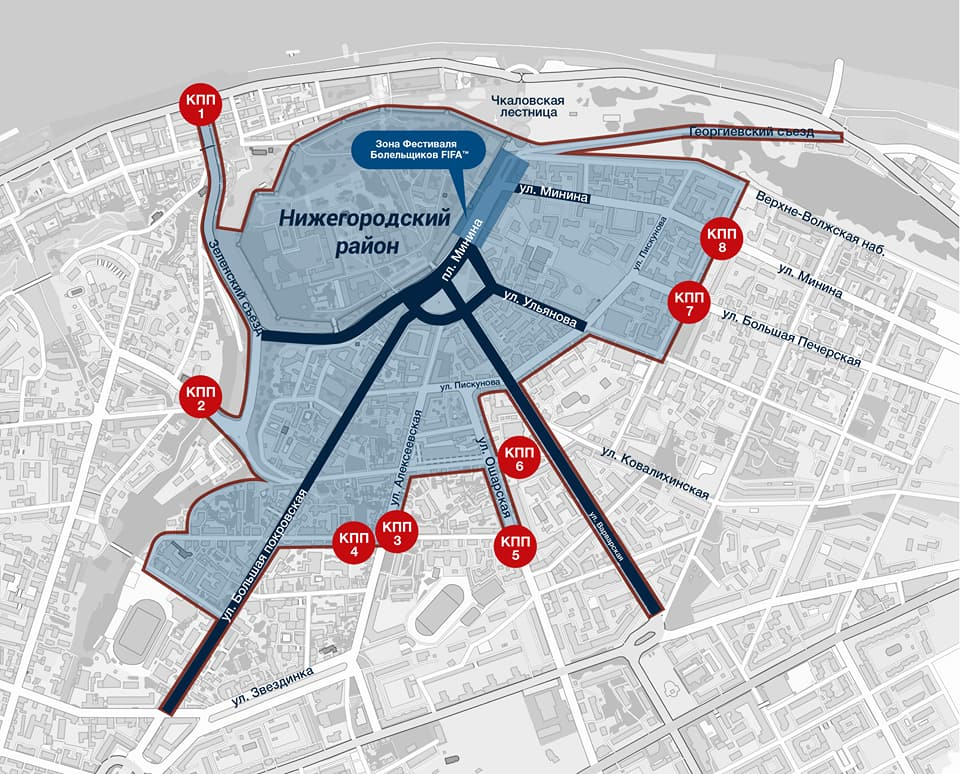 КПП
1
Чкаловская
лестница
Георгиевский съезд
Зона Фестиваля
Болельщиков FIFA™
ул. Минина
Верхне-Волжская наб.
Нижегородский
район
пл. Минина
ул. Пискунова
КПП
8
Зеленский съезд
ул. Минина
КПП
7
ул. Ульянова
ул. Большая Печерская
КПП
2
ул. Пискунова
ул. Алексеевская
ул. Ошарская
КПП
6
ул. Ковалихинская
ул. Большая покровская
КПП
4
КПП
3
КПП
5
ул. Варварская
ул. Звездинка